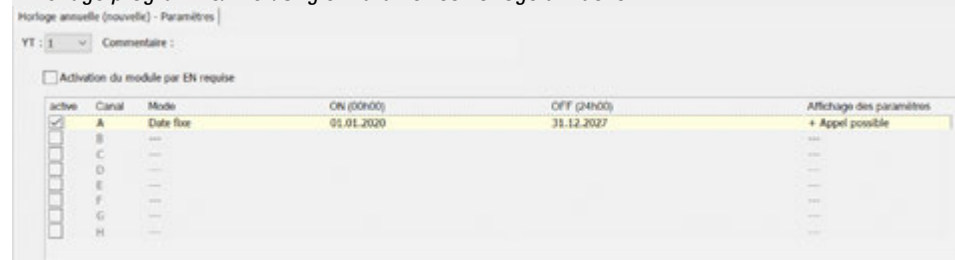 Horloge annuelle (nouvelle) - Paramètres
YT : 1 Commentaire :
Activation du module par EN requise
active Canal Mode ON (00h00) OFF (24h00) Affichage des paramètres
A Date fixe 01.01.2020 31.12.2027 + Appel possible
B --- ---
C --- ---
D --- ---
E --- ---
F --- ---
G --- ---
H --- ---